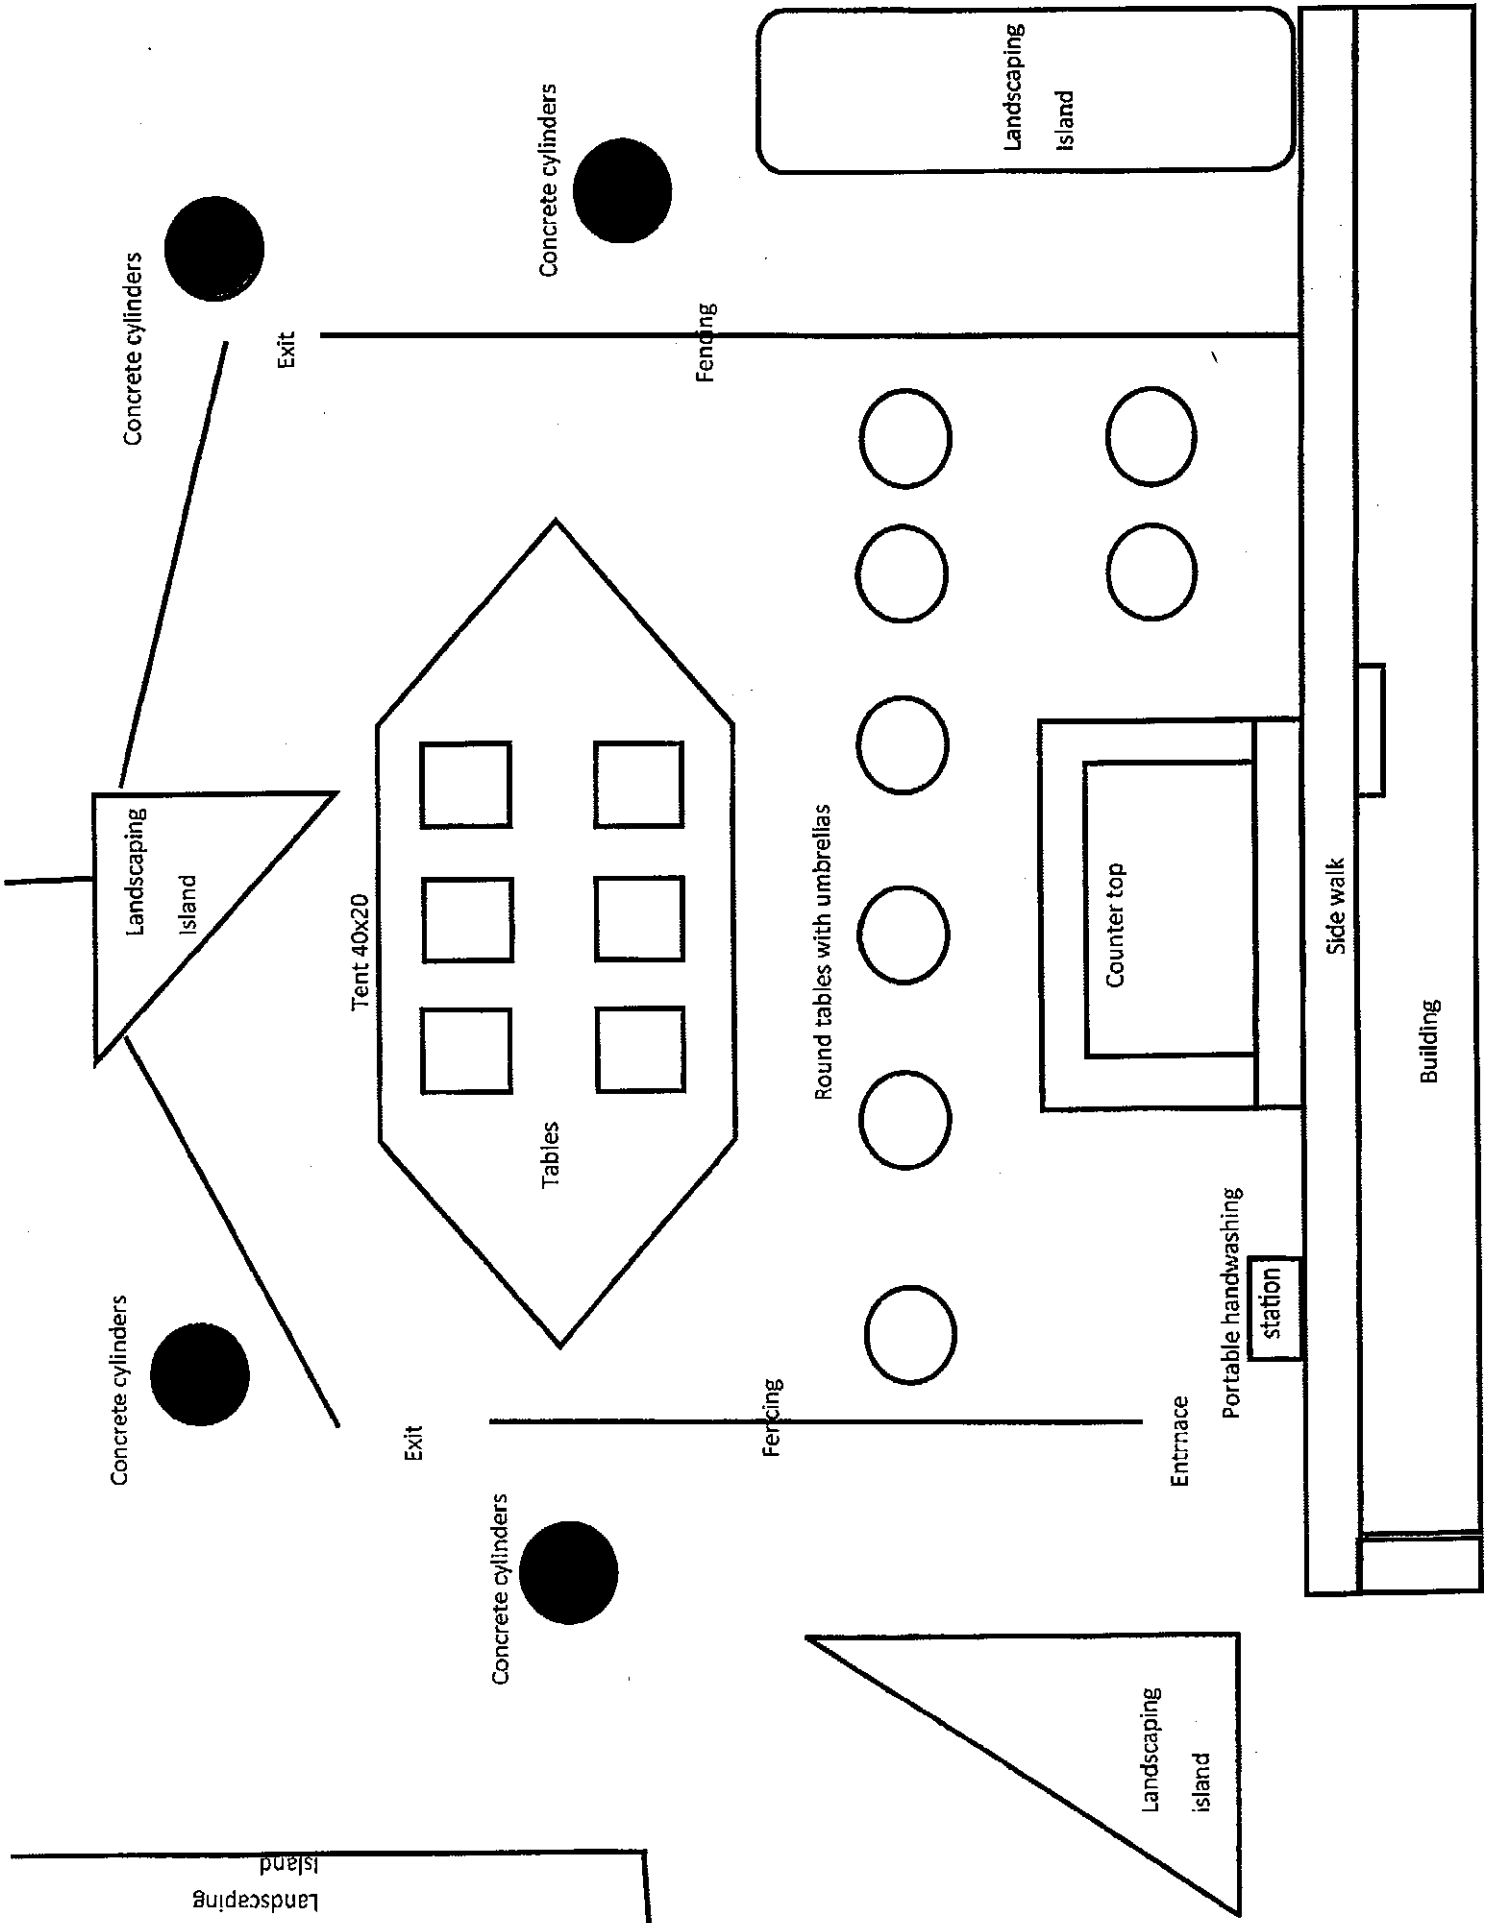 Landscaping
Island
Concrete cylinders
Concrete cylinders
Landscaping
Island
Exit
Tent 40x20
Exit
Concrete cylinders
Tables
Concrete cylinders
Fencing
Fencing
Round tables with umbrellas
Landscaping
Island
Counter top
Landscaping
island
Entrnace
Portable handwashing
station
Side walk
Building